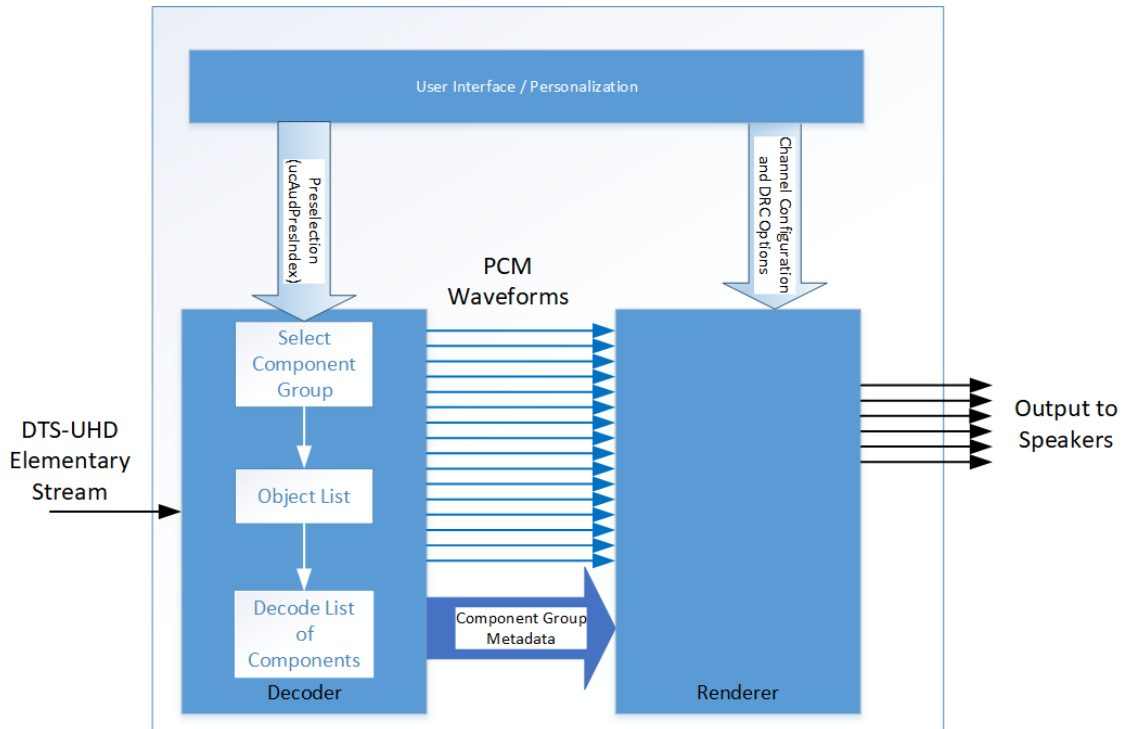 User Interface / Personalization
Preselection
(ucAudPresIndex)
Channel Configuration
and DRC Options
PCM
Waveforms
Select
Component
Group
DTS-UHD
Elementary
Stream
Object List
Output to
Speakers
Decode List
of
Components
Component Group
Metadata
Decoder
Renderer